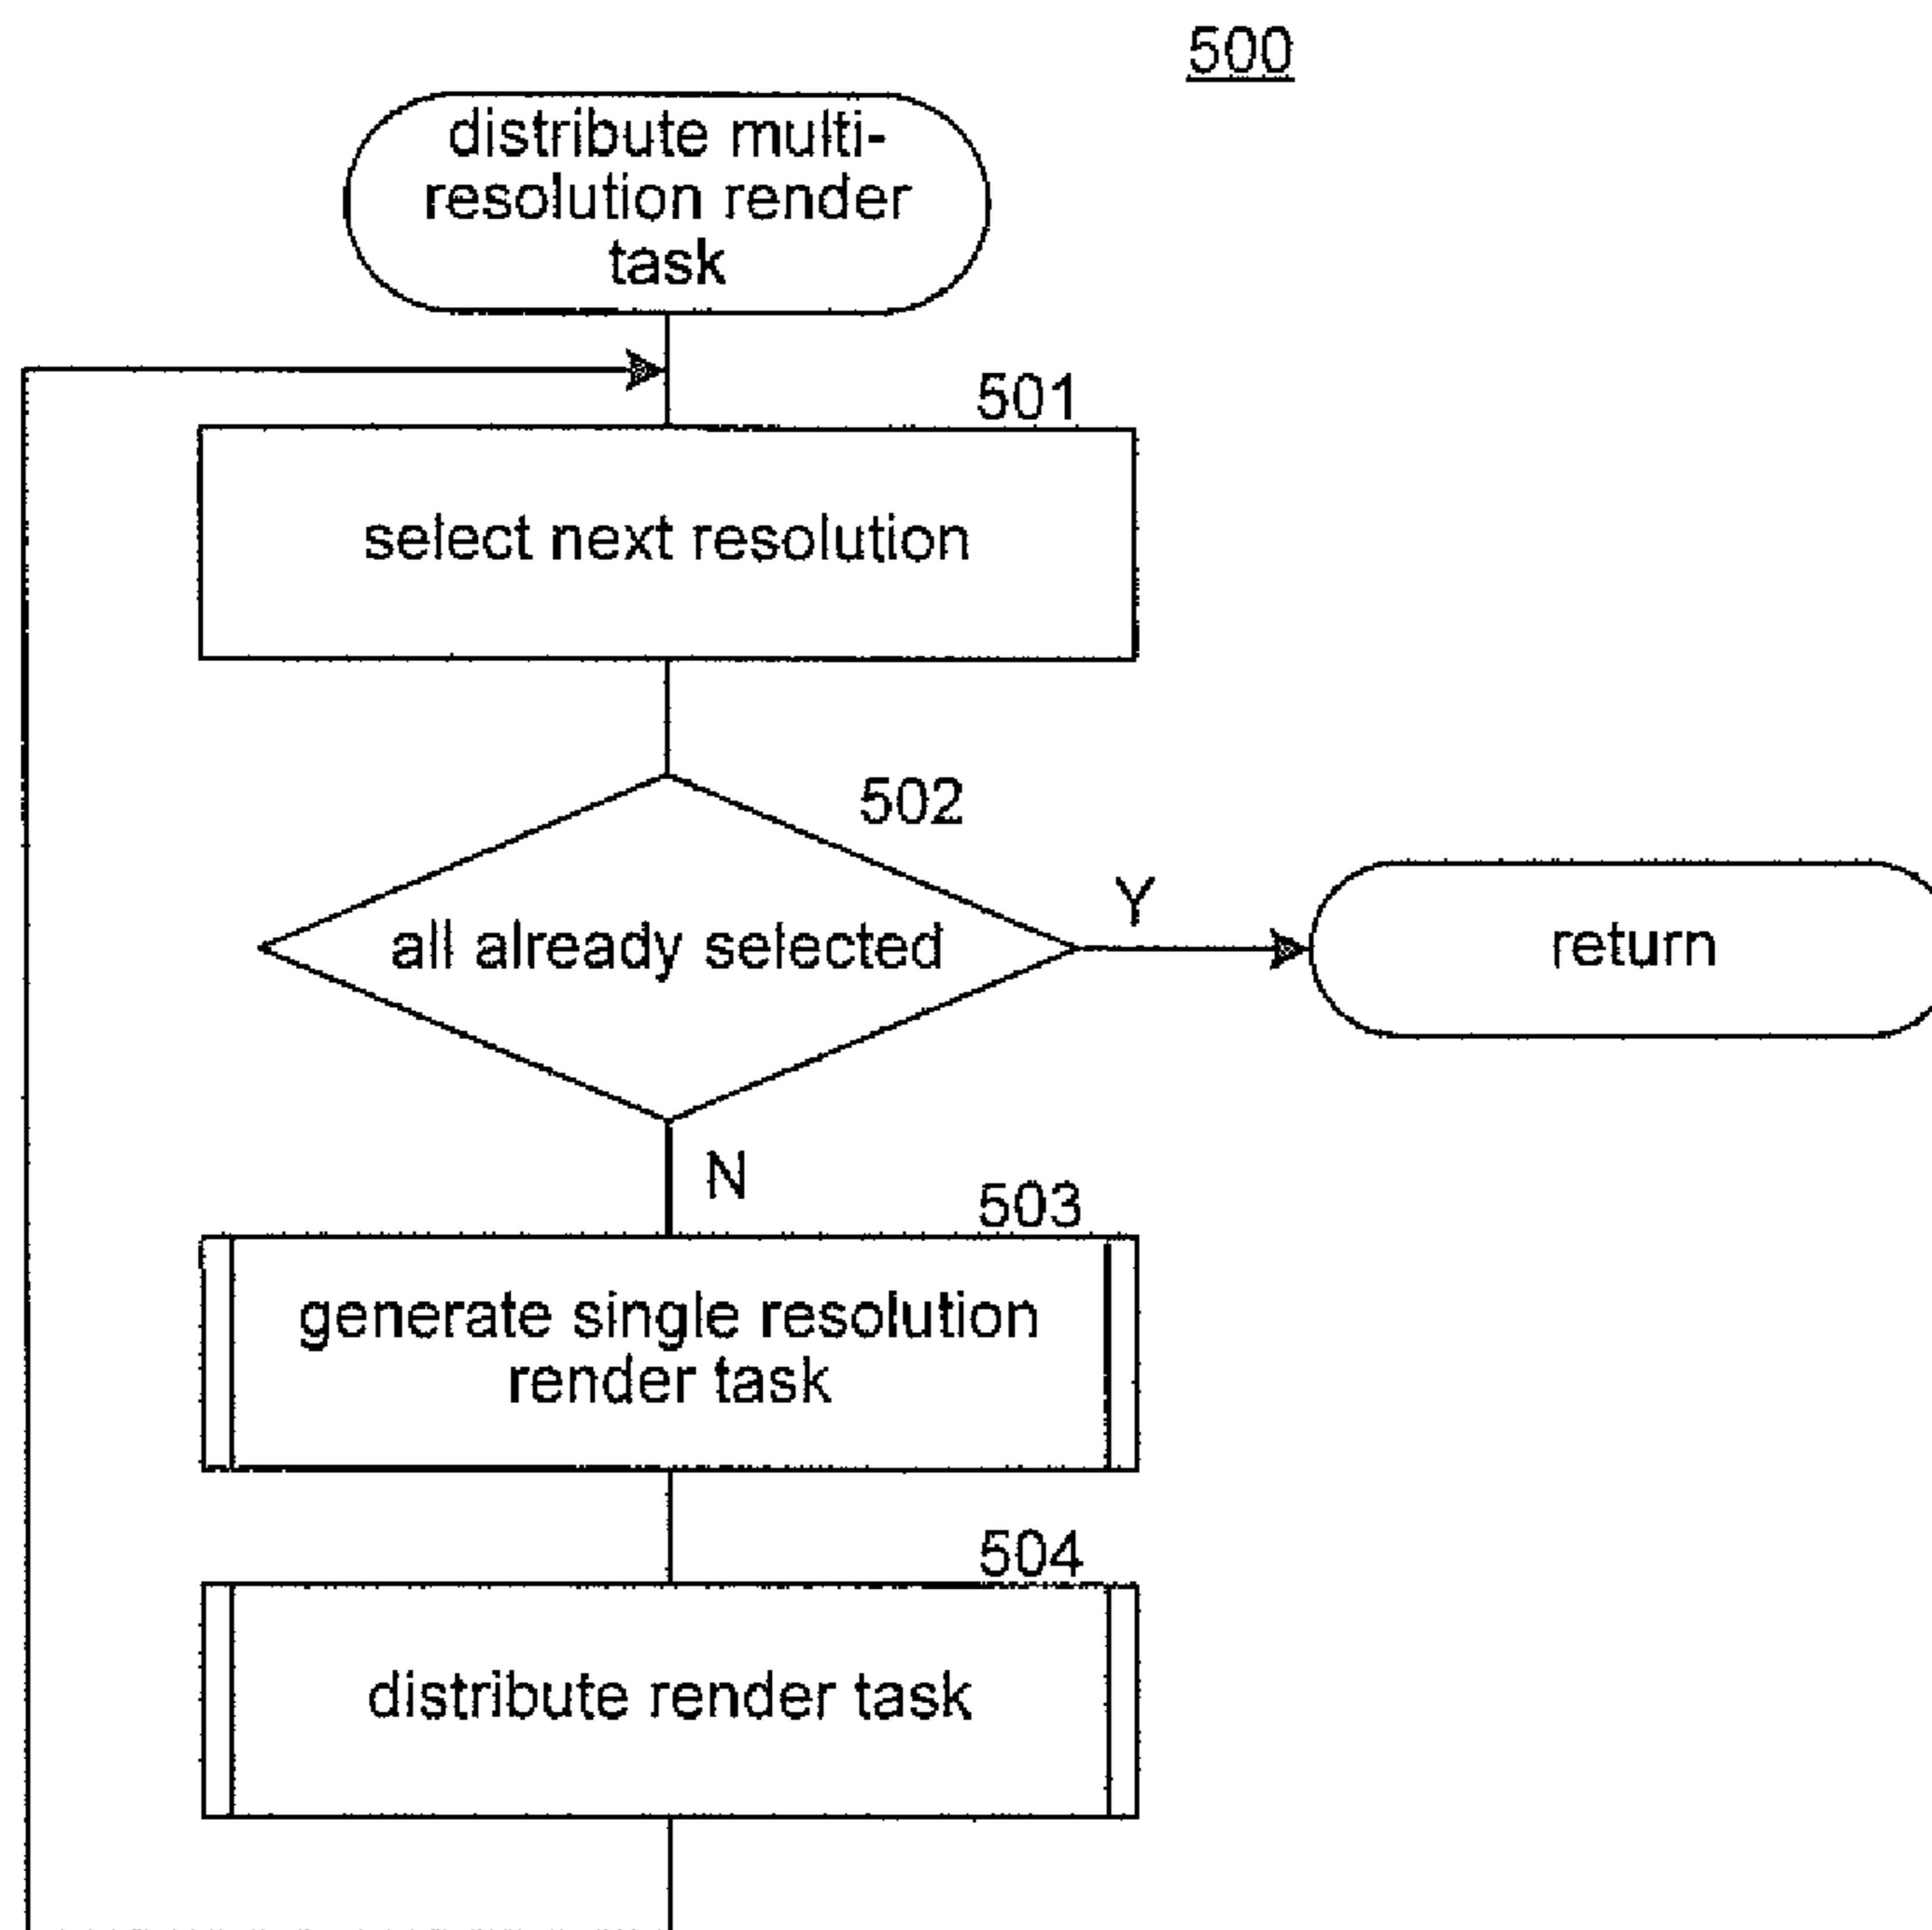 500
distribute multi-
resolution render
task
501
select next resolution
502
all already selected
Y
return
N
503
generate single resolution
render task
504
distribute render task